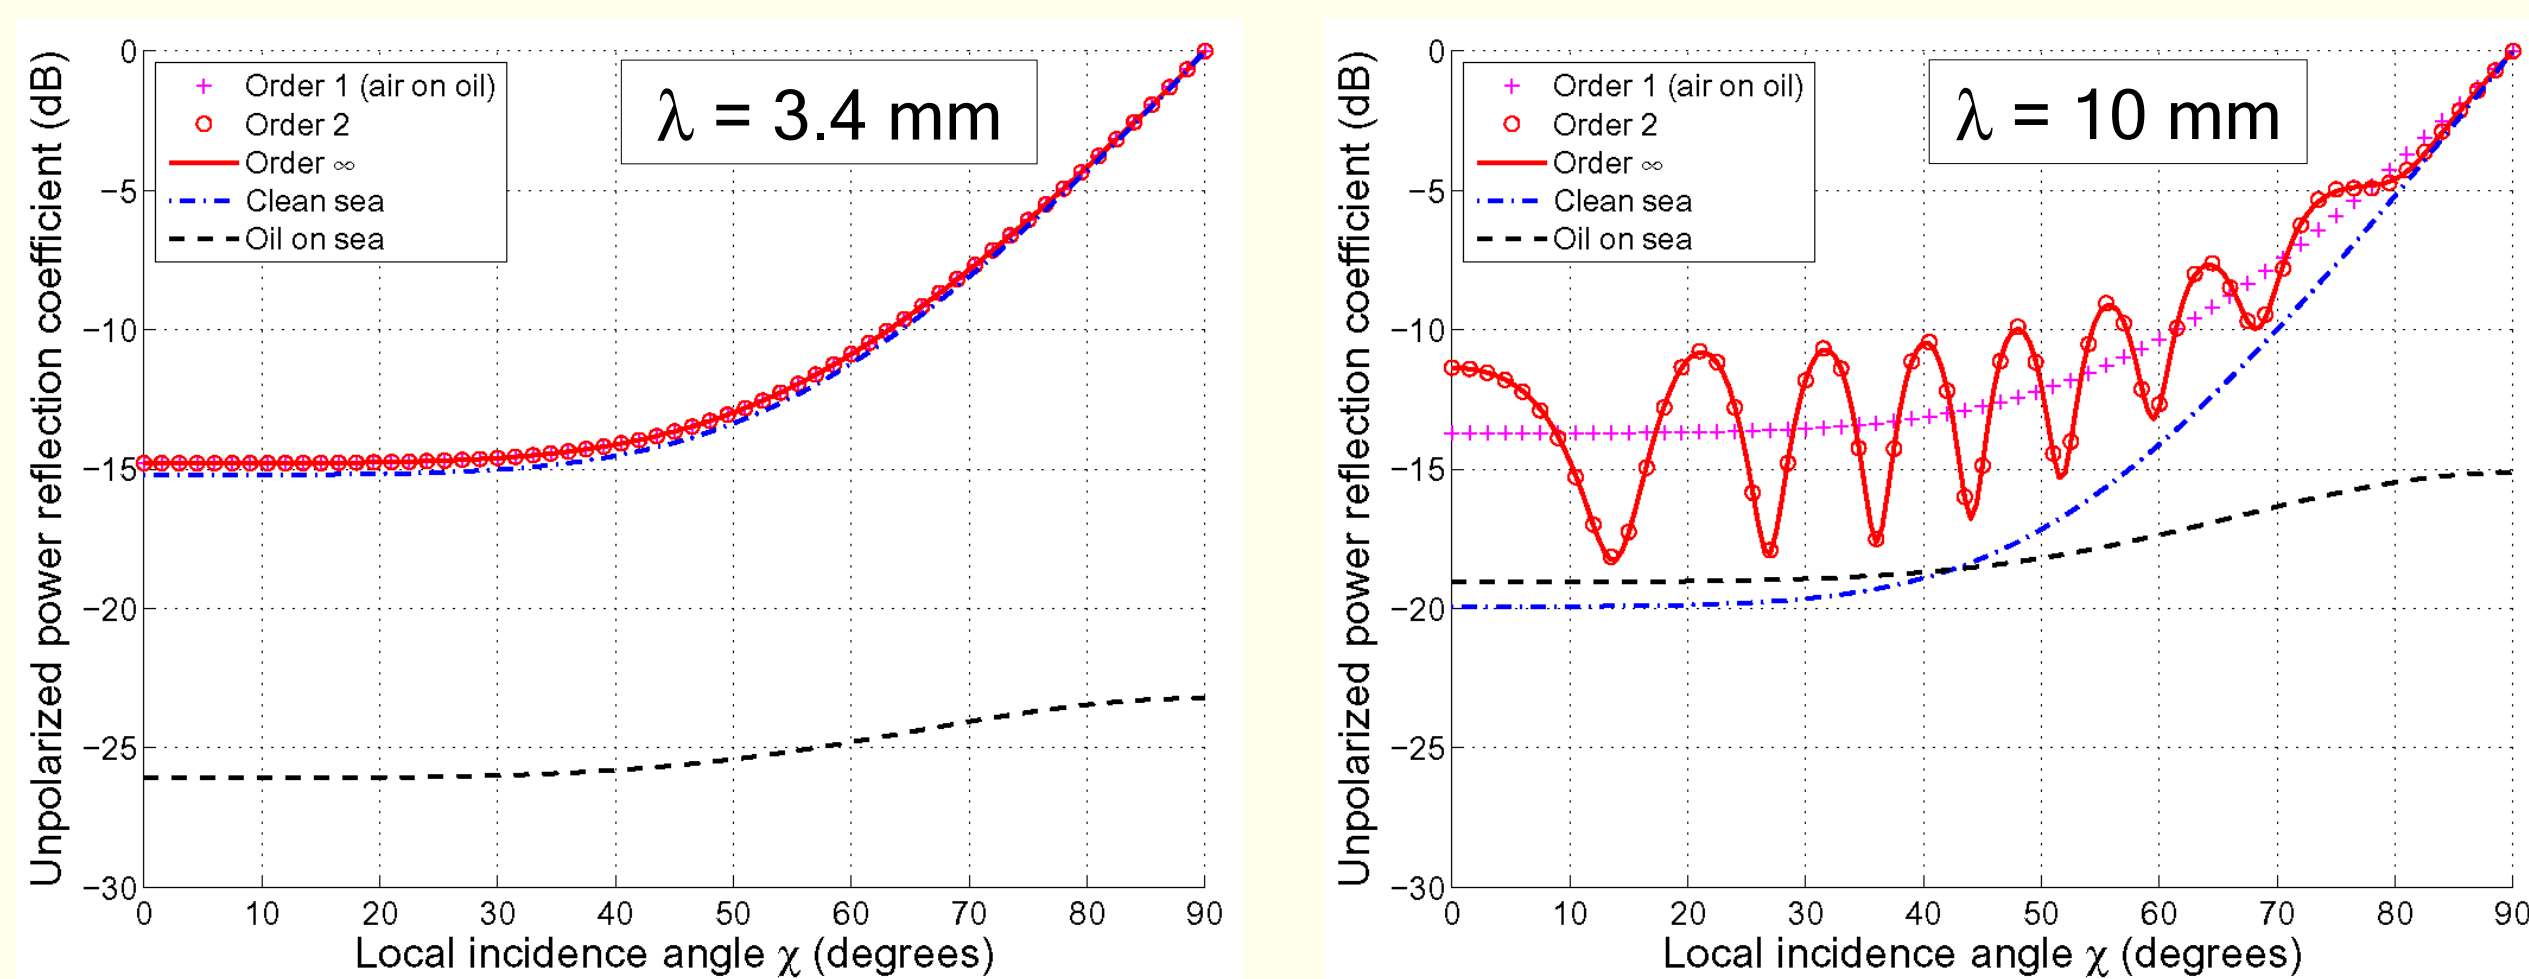 Unpolarized power reflection coefficient (dB)
0
−5
−10
−15
−20
−25
−30
Order 1 (air on oil)
Order 2
Order ∞
Clean sea
Oil on sea
λ = 3.4 mm
0 10 20 30 40 50 60 70 80 90
Local incidence angle χ (degrees)
Unpolarized power reflection coefficient (dB)
0
−5
−10
−15
−20
−25
−30
Order 1 (air on oil)
Order 2
Order ∞
Clean sea
Oil on sea
λ = 10 mm
0 10 20 30 40 50 60 70 80 90
Local incidence angle χ (degrees)